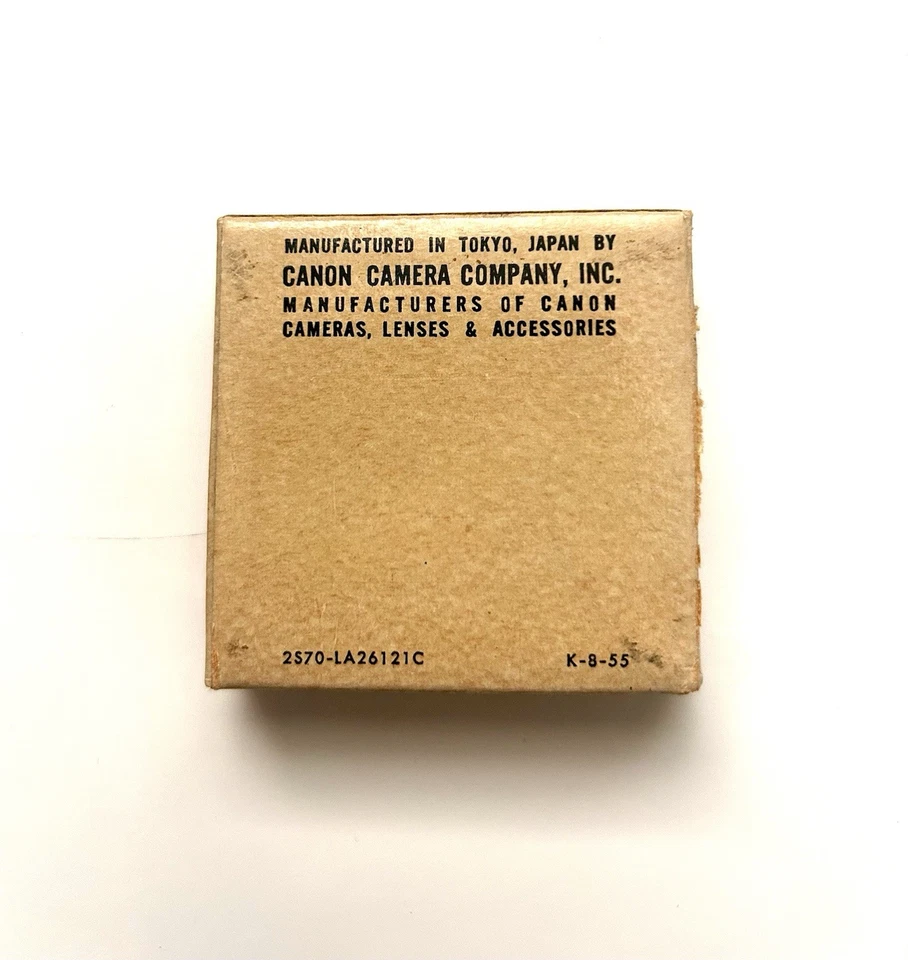 MANUFACTURED IN TOKYO, JAPAN BY
CANON CAMERA COMPANY, INC.
MANUFACTURERS OF CANON
CAMERAS, LENSES & ACCESSORIES
2S70-LA26121C K-8-55